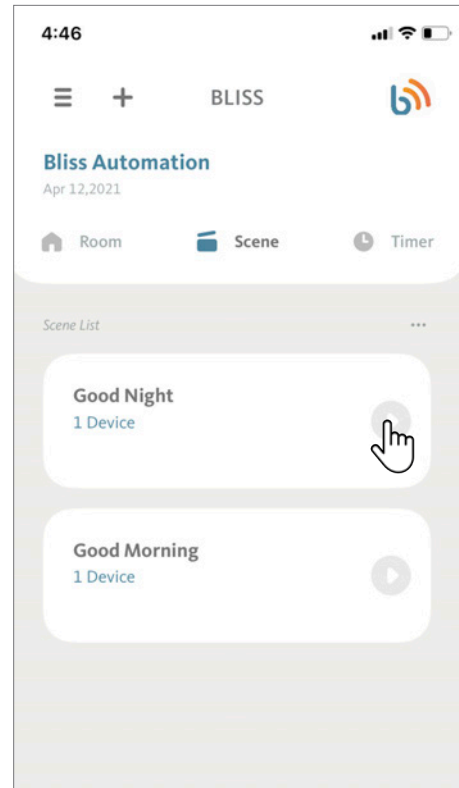 4:46
BLISS
Bliss Automation
Apr 12,2021
Room Scene Timer
Scene List
Good Night
1 Device
Good Morning
1 Device